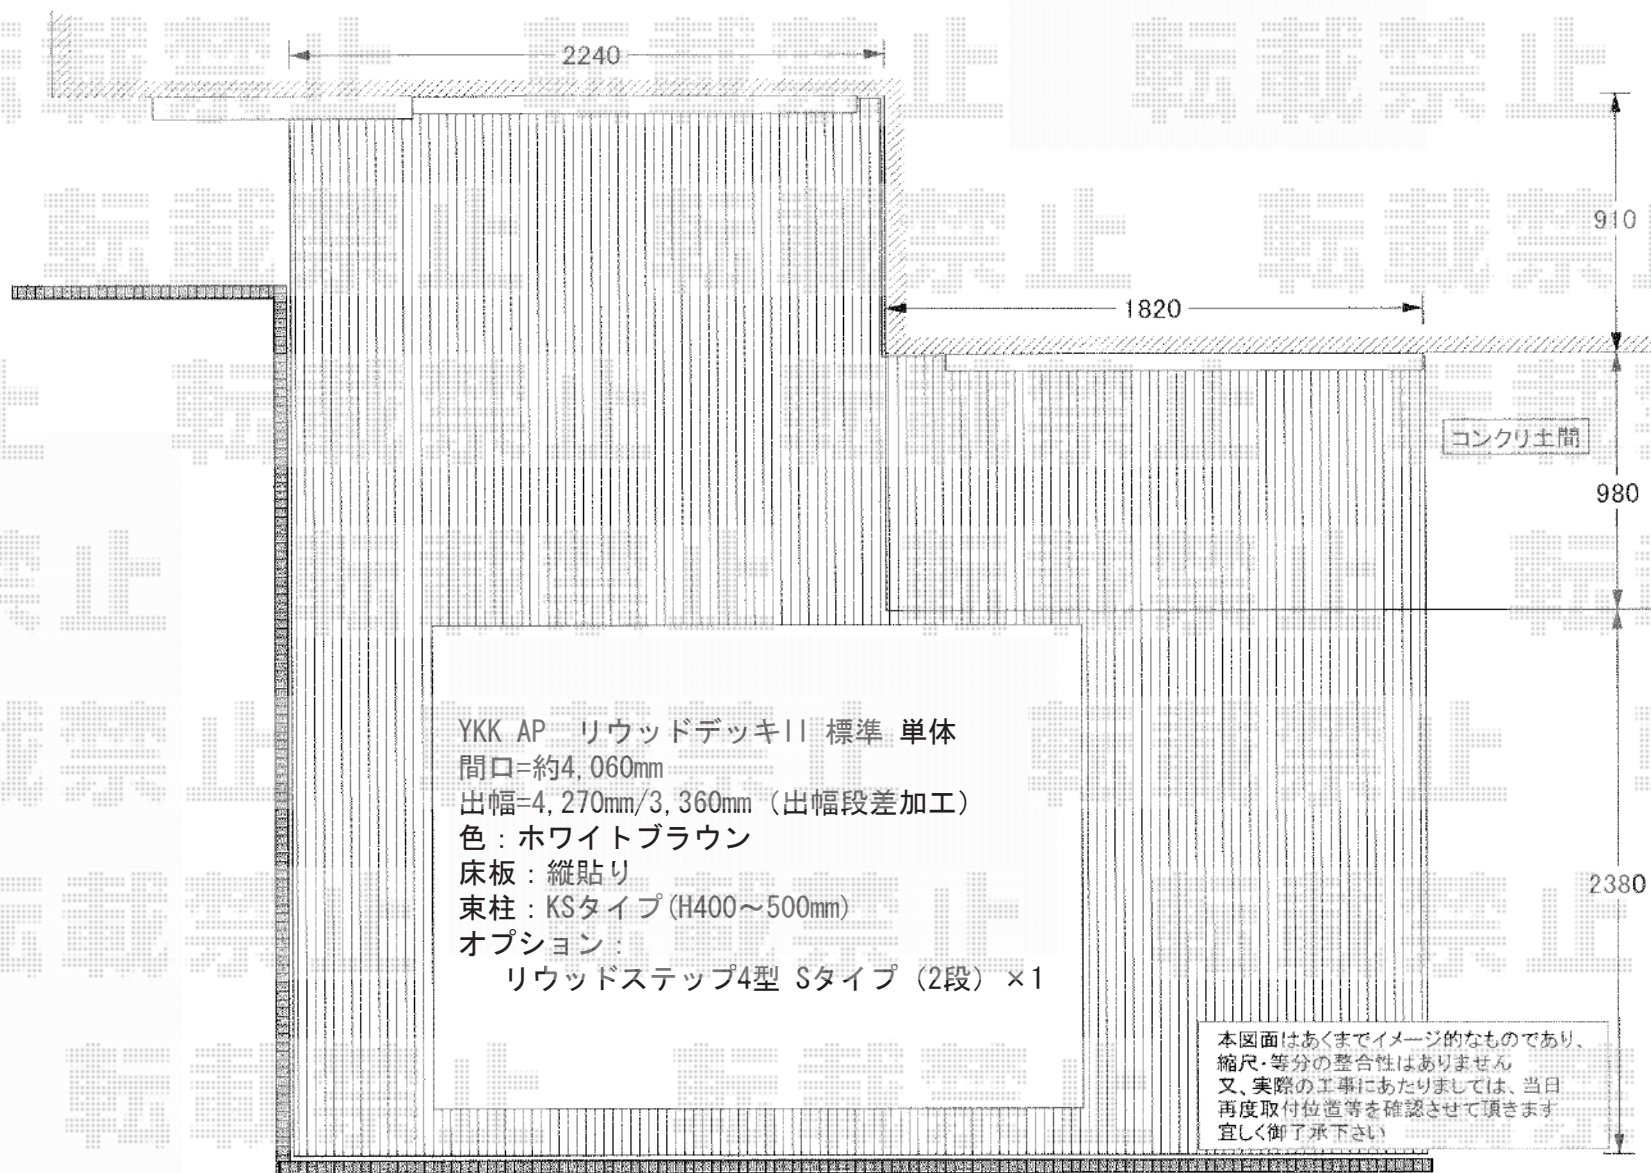 2240
910
1820
コンクリ土間
980
YKK AP リウッドデッキII 標準 単体
間口=約4,060mm
出幅=4,270mm/3,360mm（出幅段差加工）
色：ホワイトブラウン
床板：縦貼り
束柱：KSタイプ(H400～500mm)
オプション：
リウッドステップ4型 Sタイプ（2段）×1
2380
本図面はあくまでイメージ的なものであり、
縮尺・等分の整合性はありません
又、実際の工事にあたりましては、当日
再度取付位置等を確認させて頂きます
宜しく御了承下さい
転載禁止